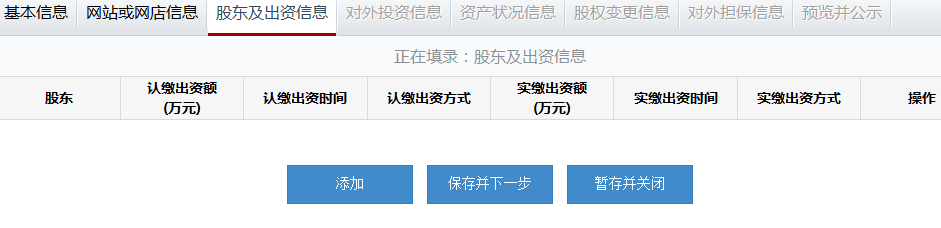 基本信息 网站或网店信息 股东及出资信息 对外投资信息 资产状况信息 股权变更信息 对外担保信息 预览并公示
正在填录：股东及出资信息
股东 认缴出资额(万元) 认缴出资时间 认缴出资方式 实缴出资额(万元) 实缴出资时间 实缴出资方式 操作
添加 保存并下一步 暂存并关闭